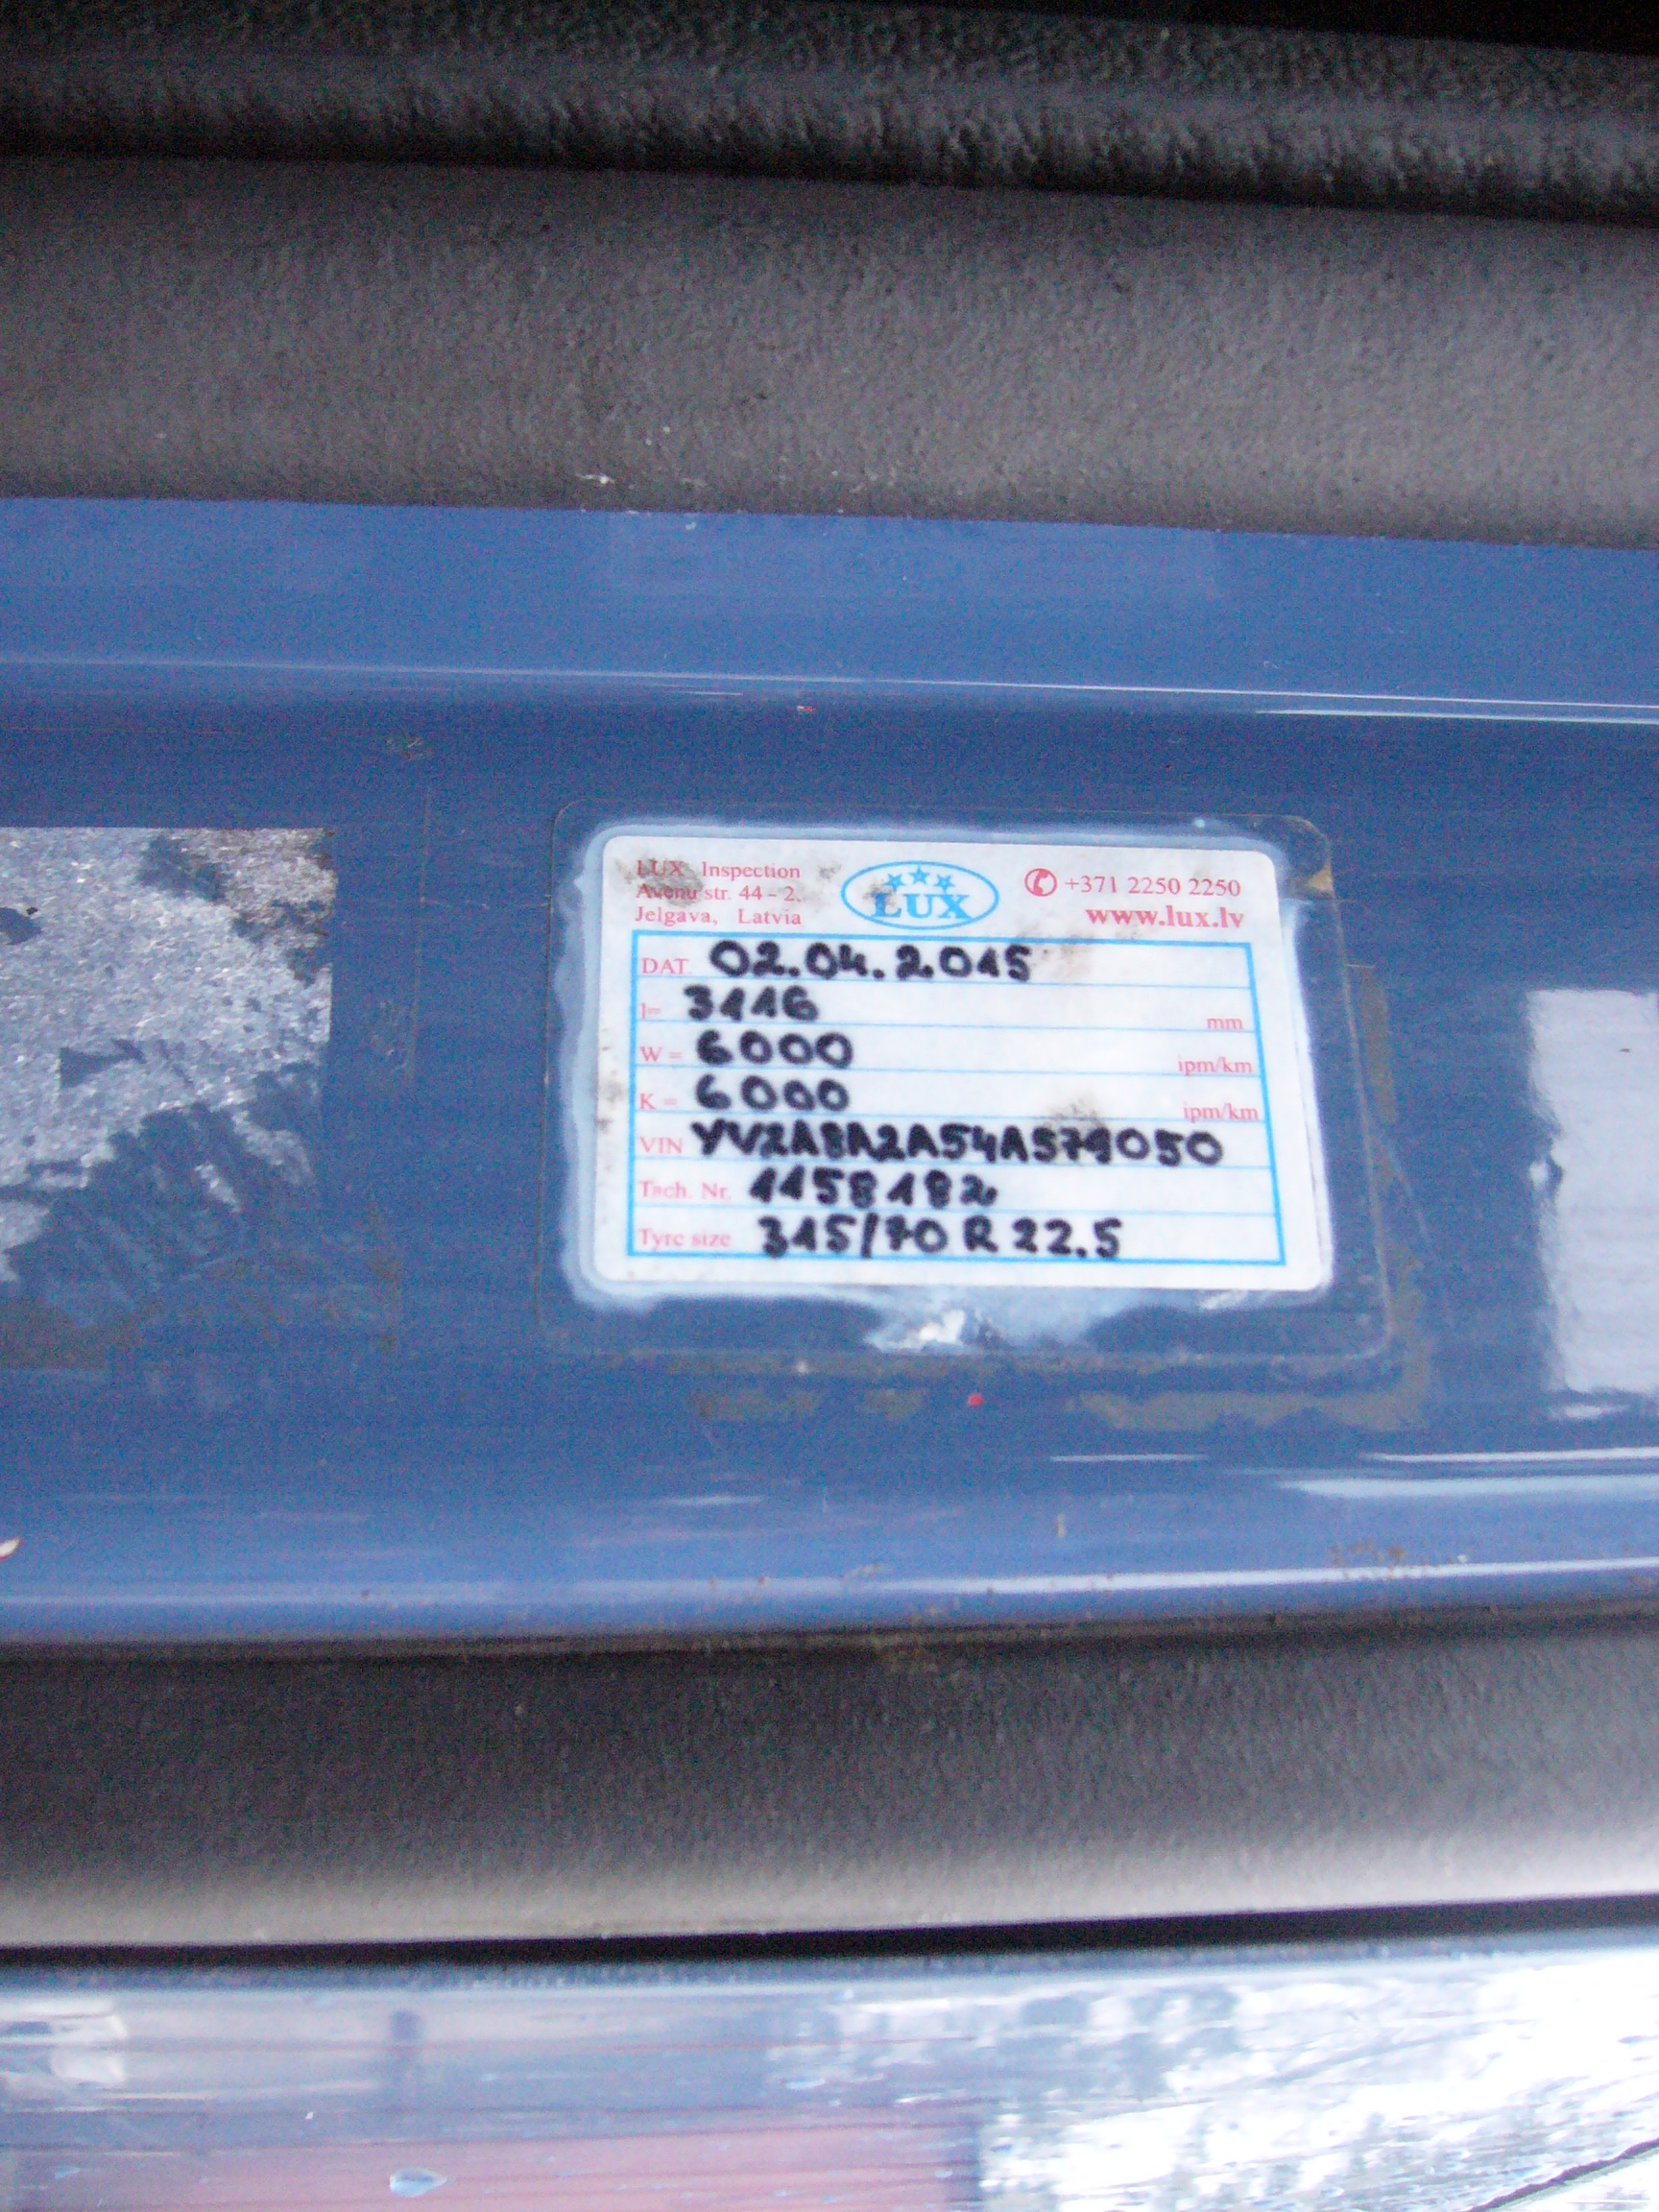 LUX Inspection
Avenu str. 44 - 2,
Jelgava, Latvia
LUX
+371 2250 2250
www.lux.lv
DAT. 02.04.2015
l= 3116 mm
W = 6000 ipm/km
K = 6000 ipm/km
VIN YV2A8A2A54A579050
Tach. Nr. 1158182
Tyre size 315/70 R 22.5